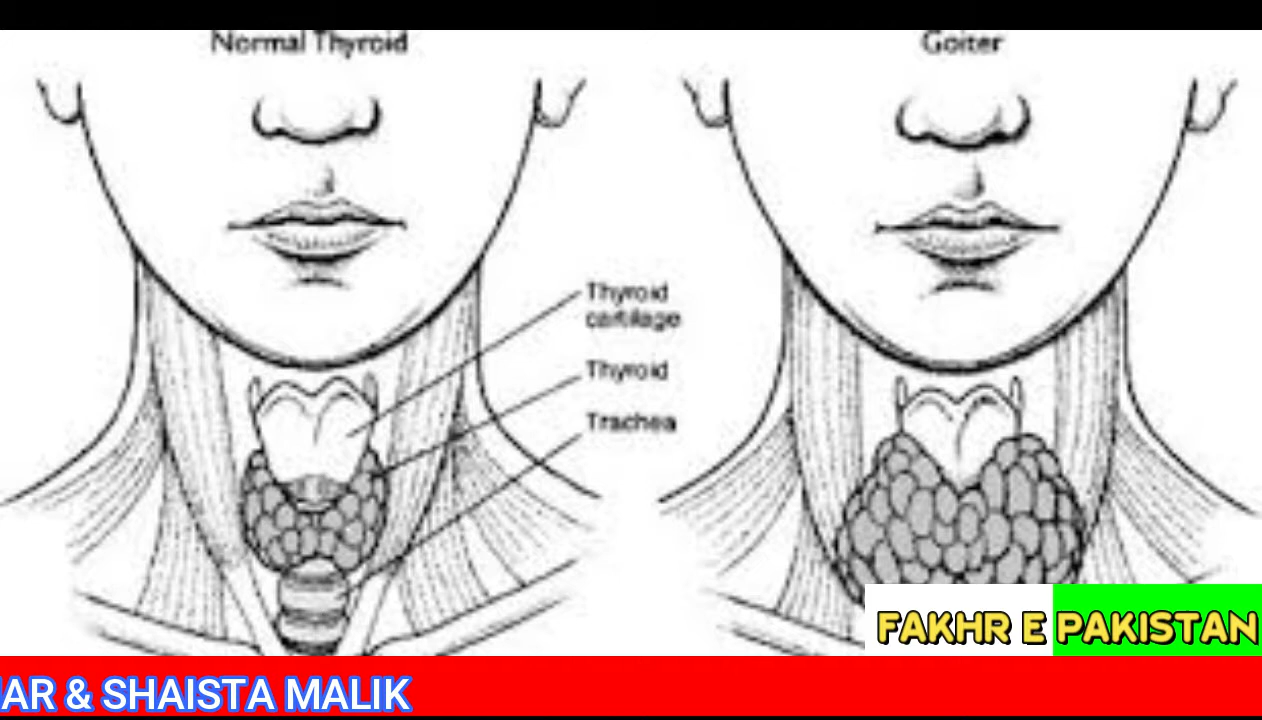 Normal Thyroid
Goiter
Thyroid
cartilage
Thyroid
Trachea
FAKHR E PAKISTAN
AR & SHAISTA MALIK